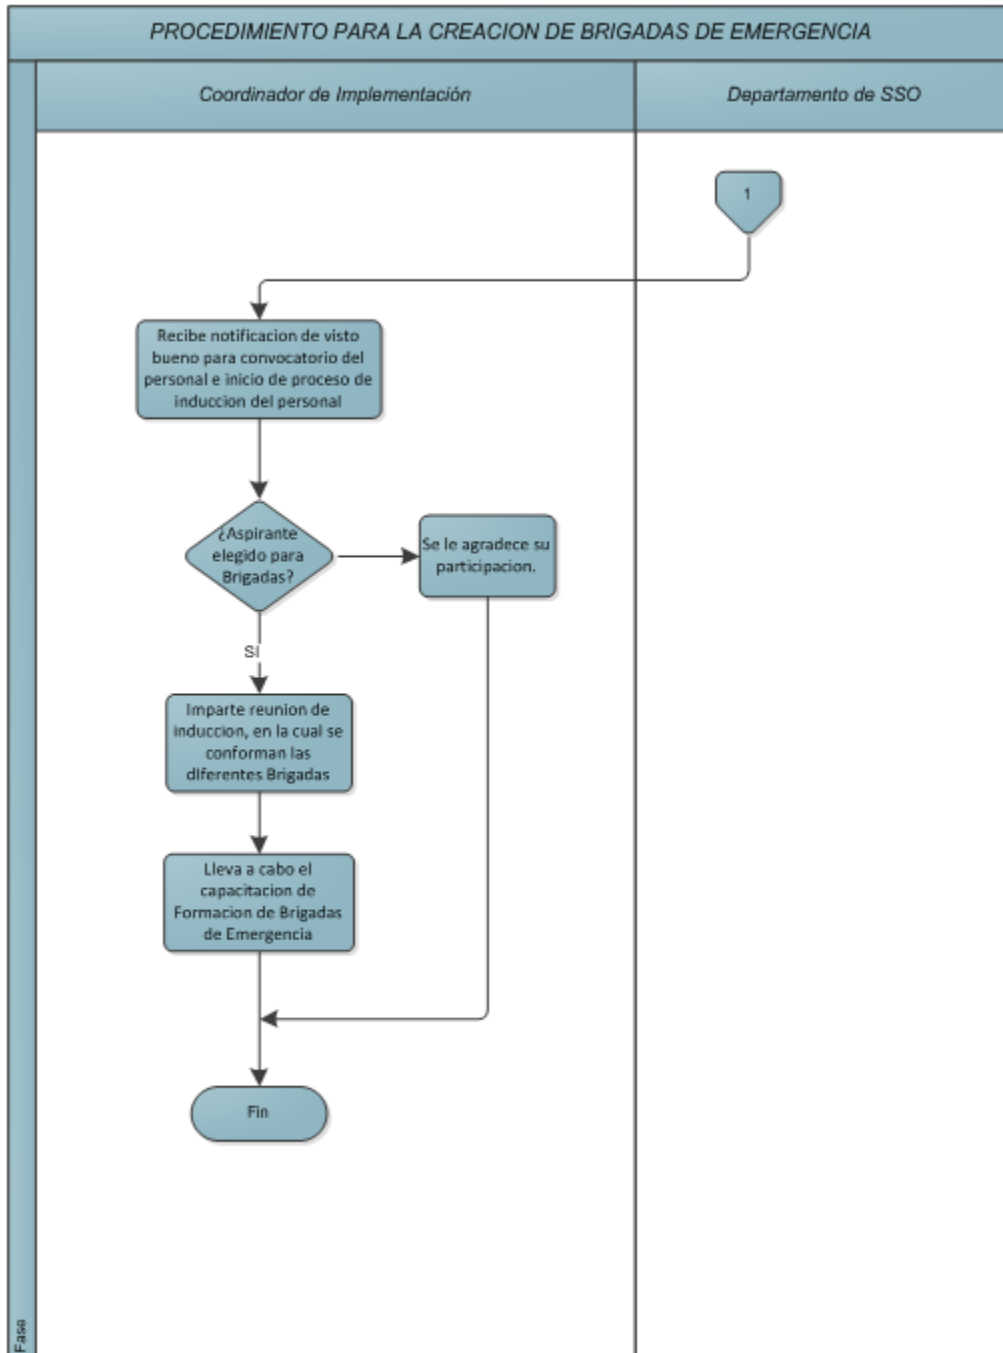 PROCEDIMIENTO PARA LA CREACION DE BRIGADAS DE EMERGENCIA
Coordinador de Implementación
Departamento de SSO
1
Recibe notificacion de visto
bueno para convocatorio del
personal e inicio de proceso de
induccion del personal
¿Aspirante
elegido para
Brigadas?
Se le agradece su
participacion.
SI
Imparte reunion de
induccion, en la cual se
conforman las
diferentes Brigadas
Lleva a cabo el
capacitacion de
Formacion de Brigadas
de Emergencia
Fin
Fase